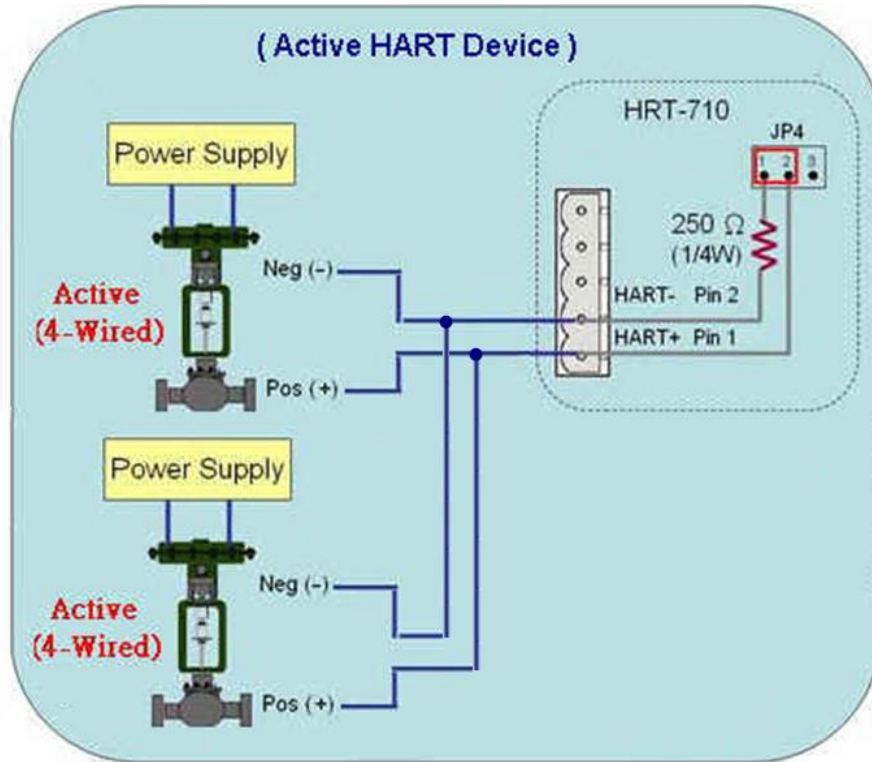 ( Active HART Device )
HRT-710
JP4
1 2 3
Power Supply
250 Ω
(1/4W)
Neg (-)
Active
(4-Wired)
HART- Pin 2
HART+ Pin 1
Pos (+)
Power Supply
Neg (-)
Active
(4-Wired)
Pos (+)